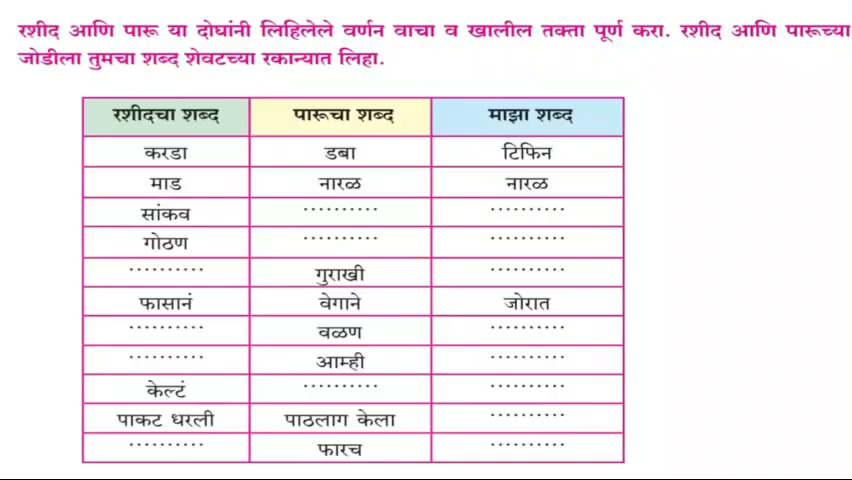 रशीद आणि पारू या दोघांनी लिहिलेले वर्णन वाचा व खालील तक्ता पूर्ण करा. रशीद आणि पारूच्या
जोडीला तुमचा शब्द शेवटच्या रकान्यात लिहा.
रशीदचा शब्द पारूचा शब्द माझा शब्द
करडा डबा टिफिन
माड नारळ नारळ
सांकव .......... ..........
गोठण .......... ..........
.......... गुराखी ..........
फासानं वेगाने जोरात
.......... वळण ..........
.......... आम्ही ..........
केल्टं .......... ..........
पाकट धरली पाठलाग केला ..........
.......... फारच ..........